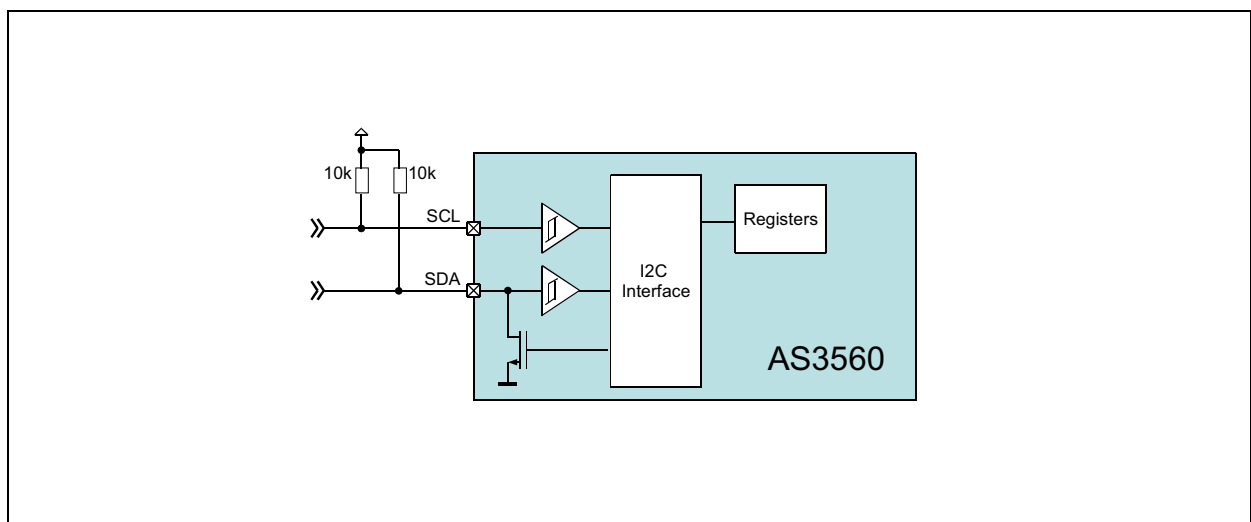 10k
10k
SCL
SDA
I2C
Interface
Registers
AS3560